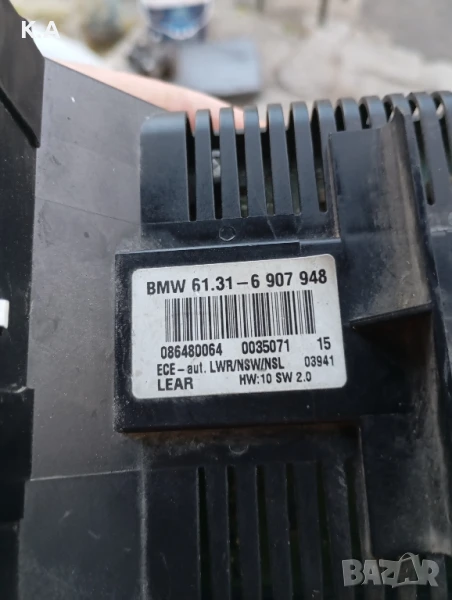 K.A
BMW 61.31-6 907 948
086480064 0035071 15
ECE-aut. LWR/NSW/NSL 03941
LEAR HW:10 SW 2.0
BAZAR